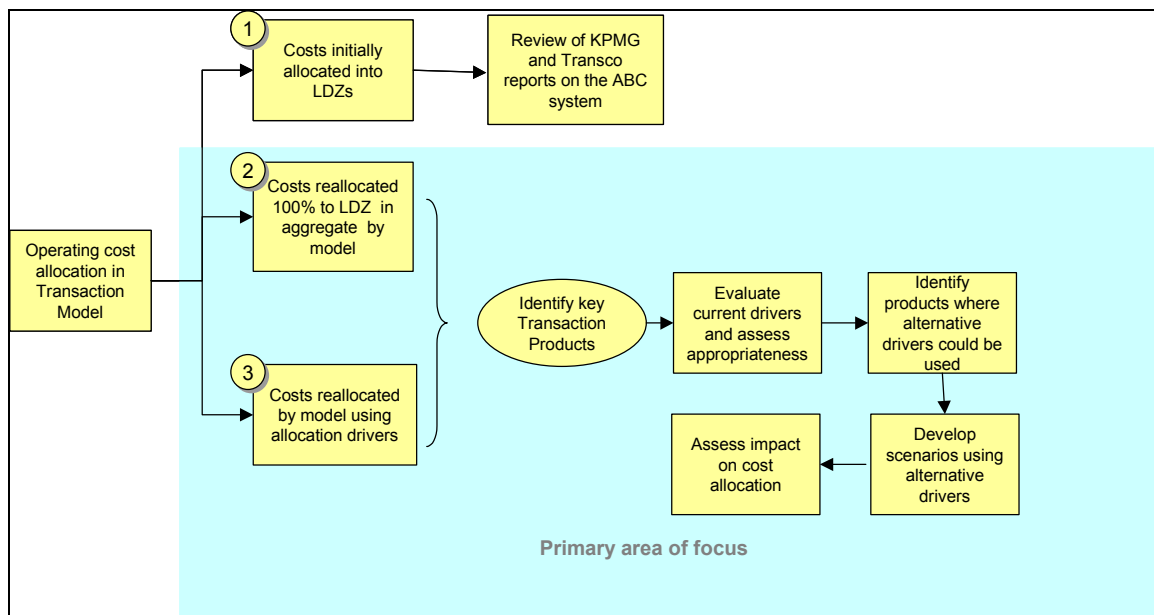 1
Costs initially
allocated into
LDZs
Review of KPMG
and Transco
reports on the ABC
system
2
Costs reallocated
100% to LDZ in
aggregate by
model
Operating cost
allocation in
Transaction
Model
3
Costs reallocated
by model using
allocation drivers
Identify key
Transaction
Products
Evaluate
current drivers
and assess
appropriateness
Identify
products where
alternative
drivers could be
used
Develop
scenarios using
alternative
drivers
Assess impact
on cost
allocation
Primary area of focus